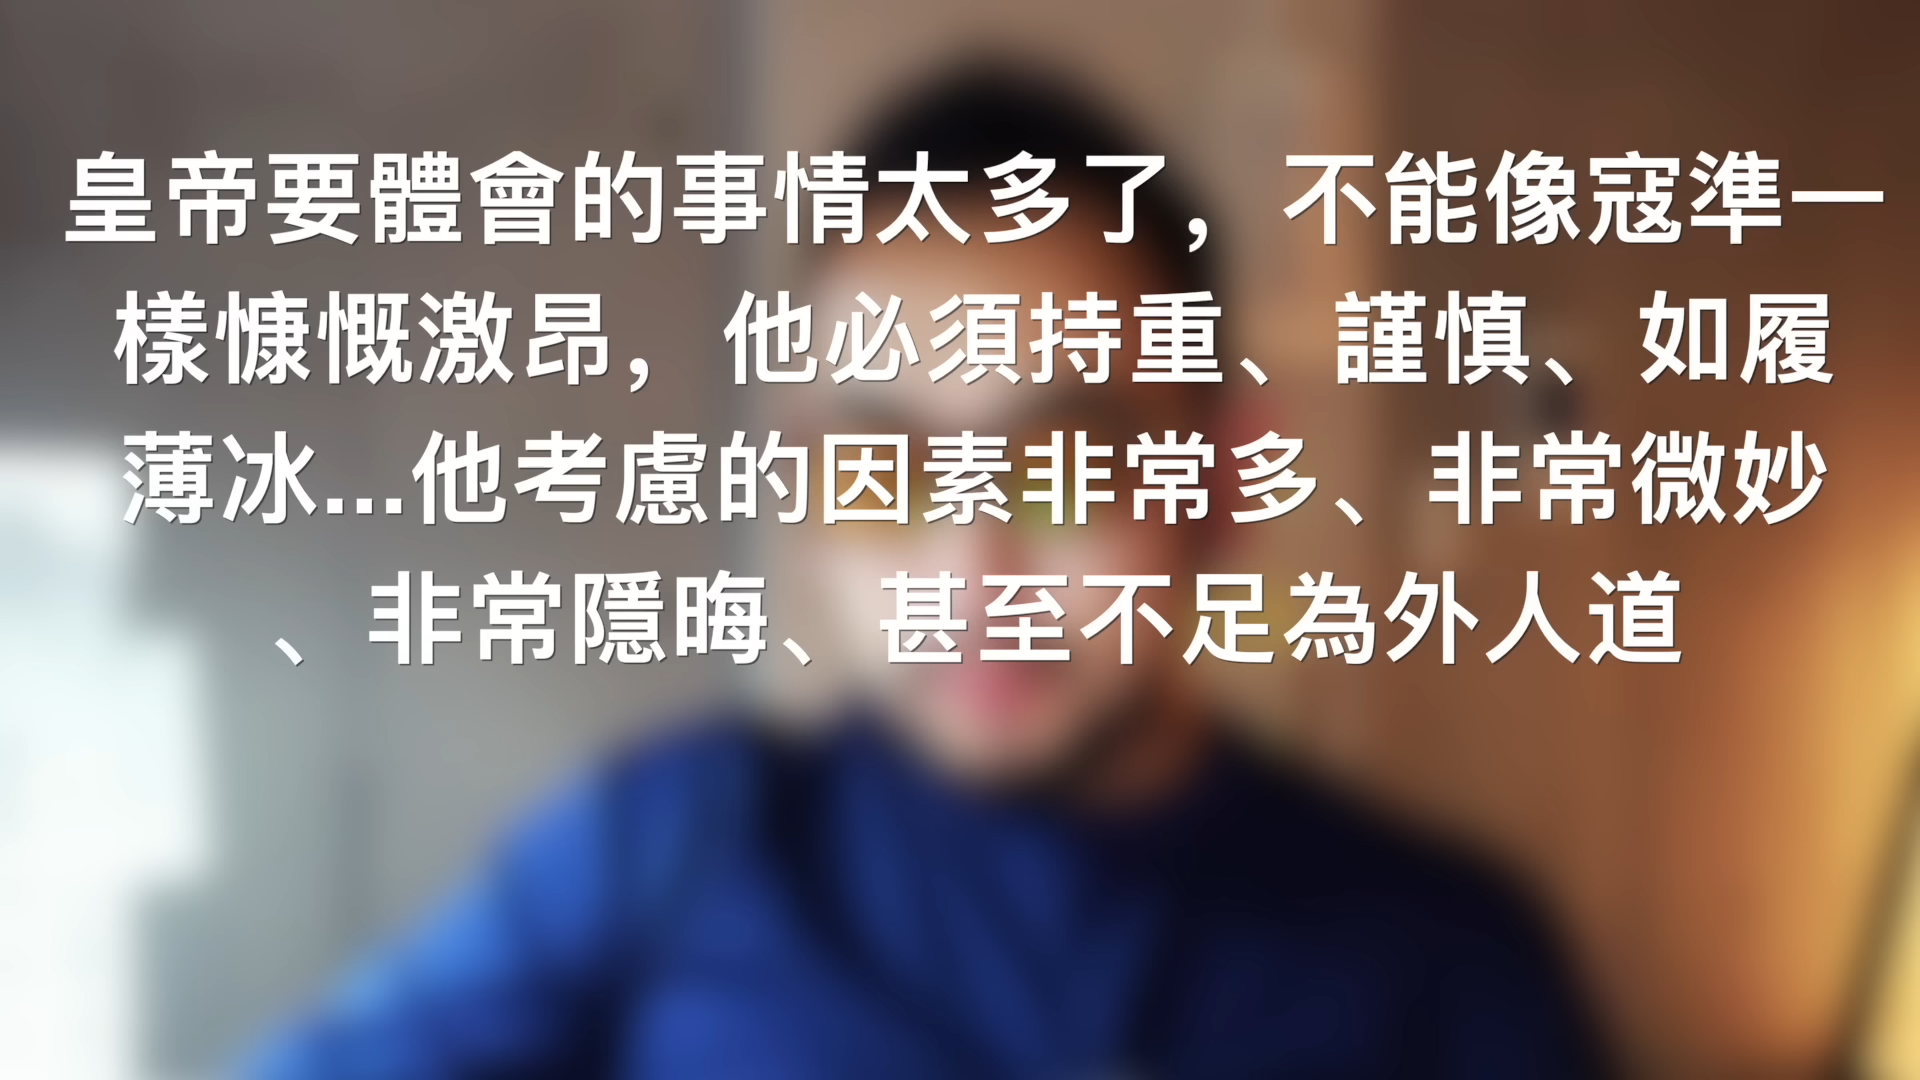 皇帝要體會的事情太多了，不能像寇準一
樣慷慨激昂，他必須持重、謹慎、如履
薄冰...他考慮的因素非常多、非常微妙
、非常隱晦、甚至不足為外人道